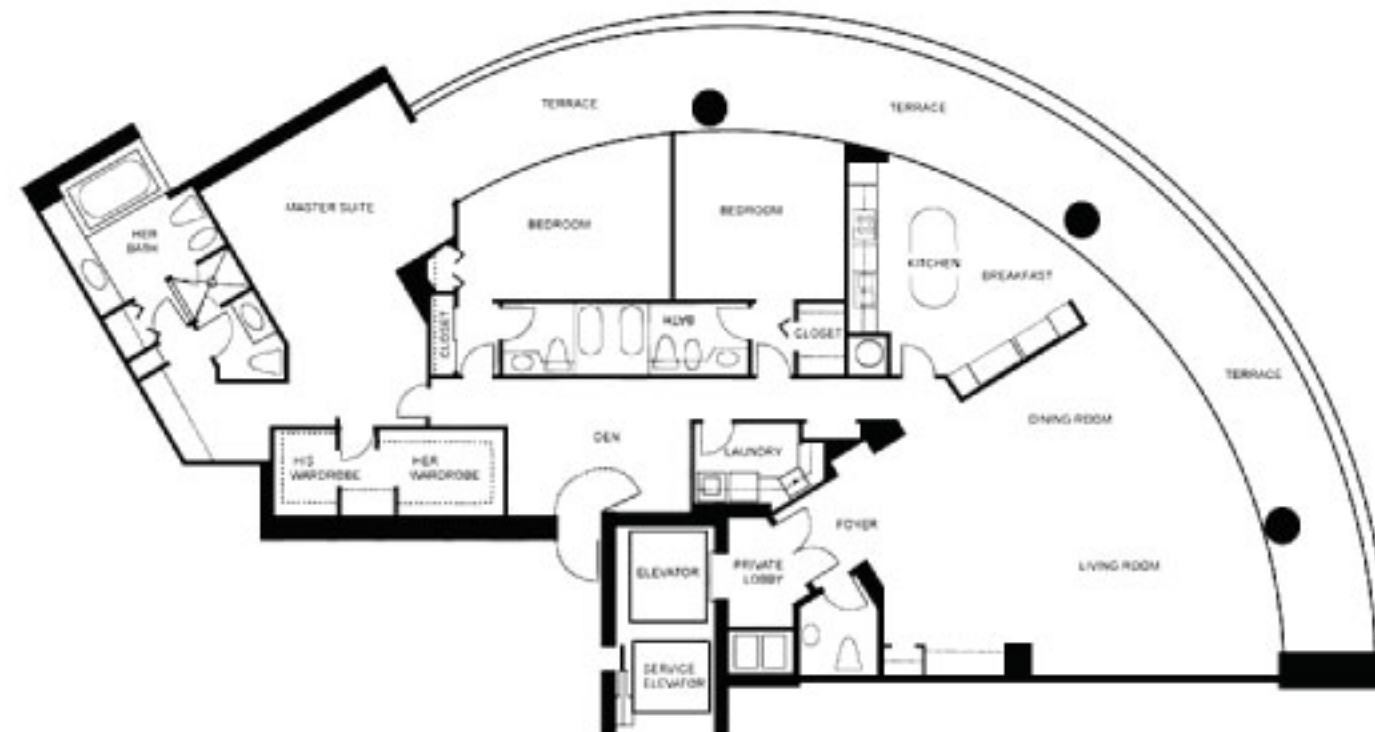 TERRACE
TERRACE
MASTER SUITE
BEDROOM
BEDROOM
HER
BATH
KITCHEN
BREAKFAST
CLOSET
BATH
CLOSET
TERRACE
DINING ROOM
DEN
LAUNDRY
HIS
WARDROBE
HER
WARDROBE
FOYER
ELEVATOR
PRIVATE
LOBBY
LIVING ROOM
SERVICE
ELEVATOR